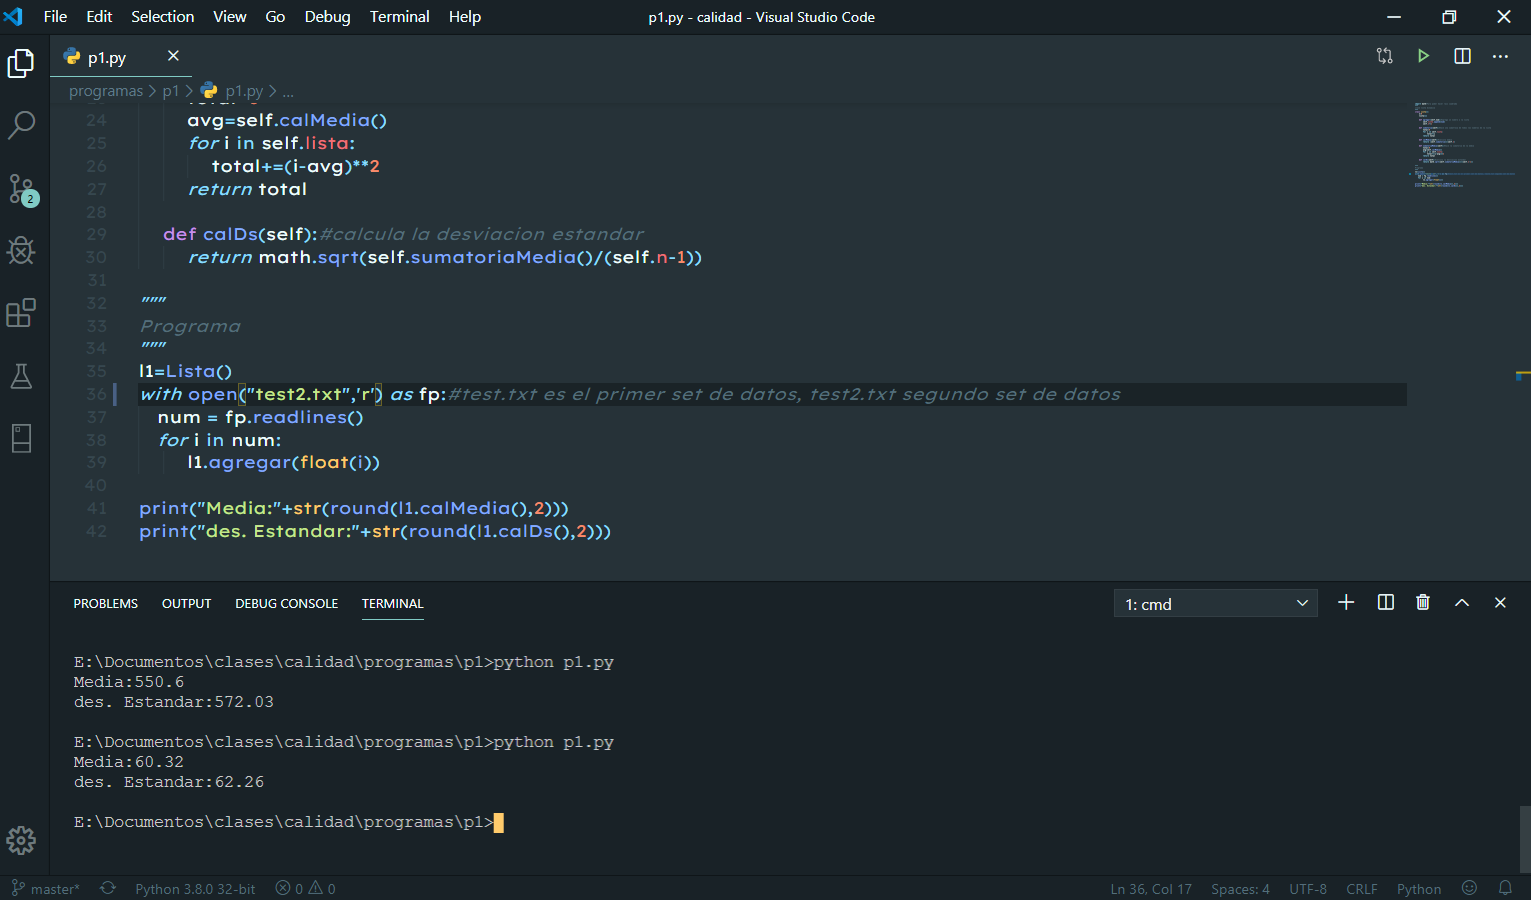 File Edit Selection View Go Debug Terminal Help p1.py - calidad - Visual Studio Code
p1.py
programas > p1 > p1.py > ...
24 avg=self.calMedia()
25 for i in self.lista:
26 total+=(i-avg)**2
27 return total
28
29 def calDs(self):#calcula la desviacion estandar
30 return math.sqrt(self.sumatoriaMedia()/(self.n-1))
31
32 """
33 Programa
34 """
35 l1=Lista()
36 with open("test2.txt",'r') as fp:#test.txt es el primer set de datos, test2.txt segundo set de datos
37 num = fp.readlines()
38 for i in num:
39 l1.agregar(float(i))
40
41 print("Media:"+str(round(l1.calMedia(),2)))
42 print("des. Estandar:"+str(round(l1.calDs(),2)))
2
PROBLEMS OUTPUT DEBUG CONSOLE TERMINAL 1: cmd
E:\Documentos\clases\calidad\programas\p1>python p1.py
Media:550.6
des. Estandar:572.03
E:\Documentos\clases\calidad\programas\p1>python p1.py
Media:60.32
des. Estandar:62.26
E:\Documentos\clases\calidad\programas\p1>
master* Python 3.8.0 32-bit 0 0 Ln 36, Col 17 Spaces: 4 UTF-8 CRLF Python